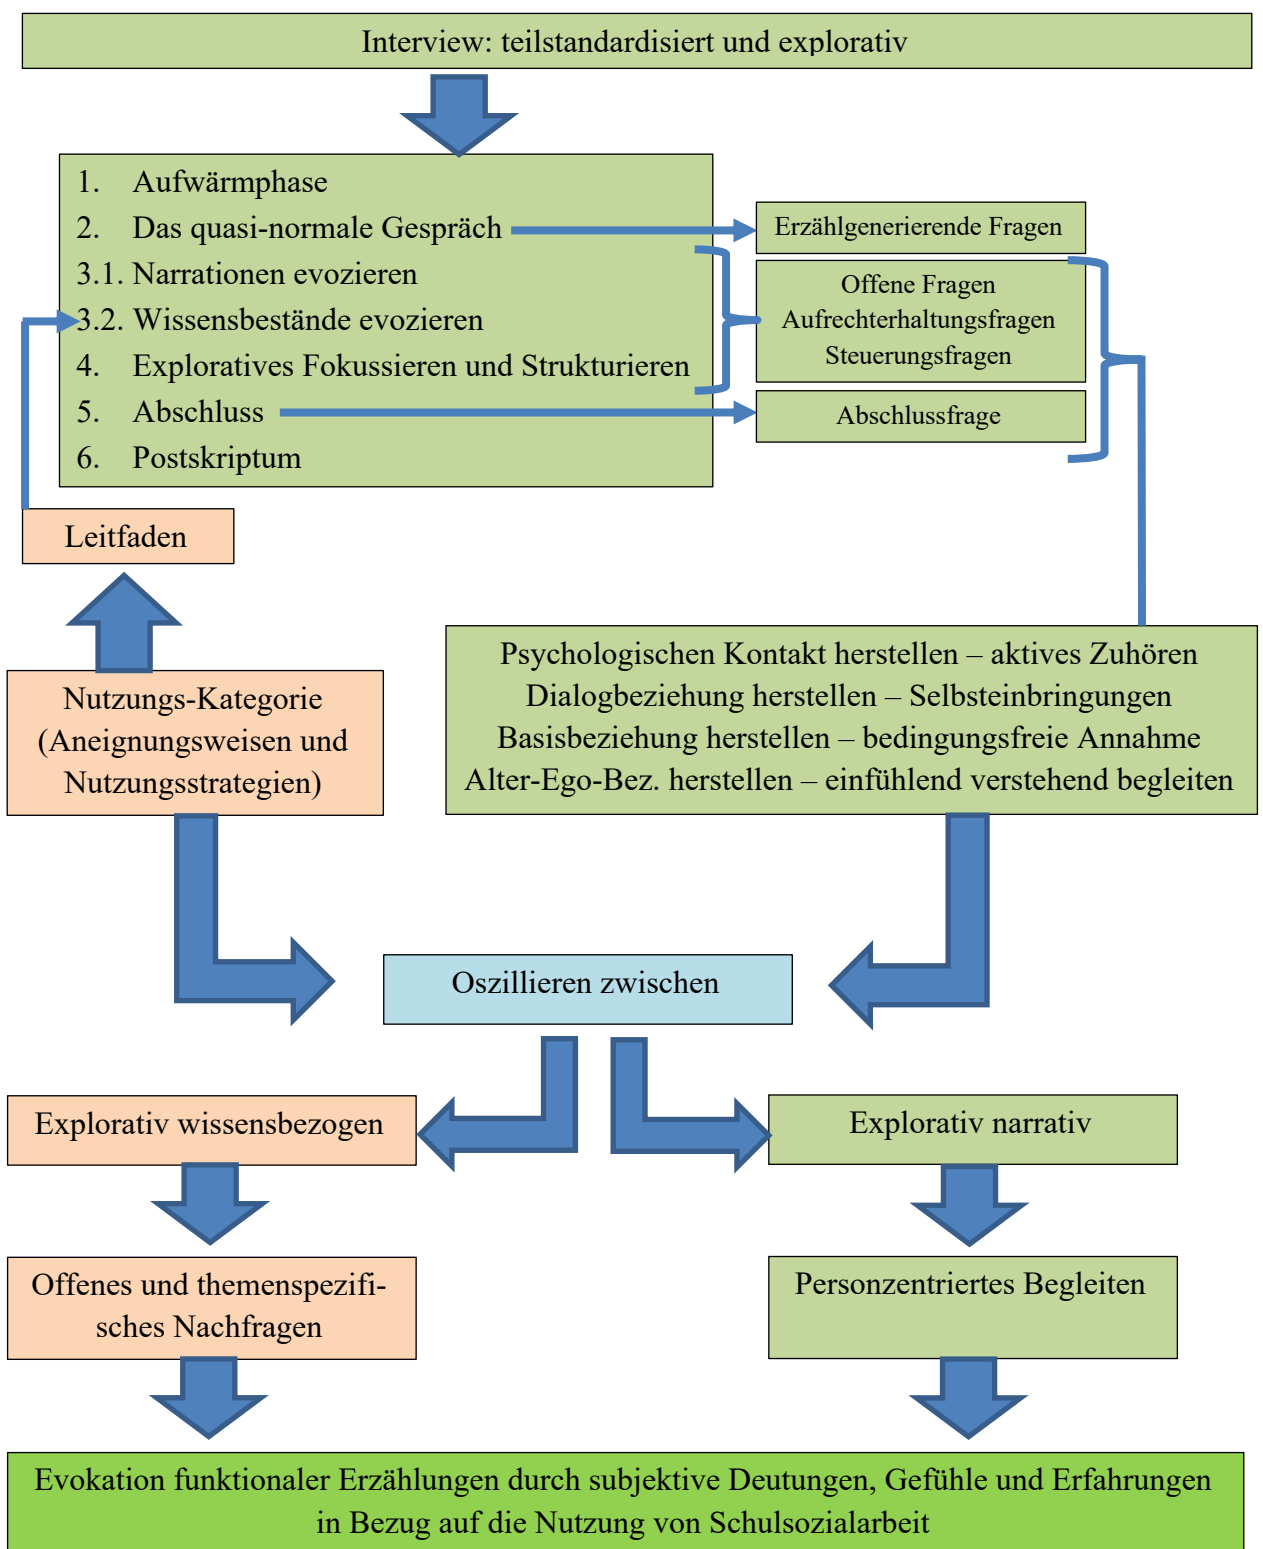 Interview: teilstandardisiert und explorativ
1. Aufwärmphase
2. Das quasi-normale Gespräch
3.1. Narrationen evozieren
3.2. Wissensbestände evozieren
4. Exploratives Fokussieren und Strukturieren
5. Abschluss
6. Postskriptum
Erzählgenerierende Fragen
Offene Fragen
Aufrechterhaltungsfragen
Steuerungsfragen
Abschlussfrage
Leitfaden
Nutzungs-Kategorie
(Aneignungsweisen und
Nutzungsstrategien)
Psychologischen Kontakt herstellen – aktives Zuhören
Dialogbeziehung herstellen – Selbsteinbringungen
Basisbeziehung herstellen – bedingungsfreie Annahme
Alter-Ego-Bez. herstellen – einfühlend verstehend begleiten
Oszillieren zwischen
Explorativ wissensbezogen
Explorativ narrativ
Offenes und themenspezifi-
sches Nachfragen
Personzentriertes Begleiten
Evokation funktionaler Erzählungen durch subjektive Deutungen, Gefühle und Erfahrungen
in Bezug auf die Nutzung von Schulsozialarbeit